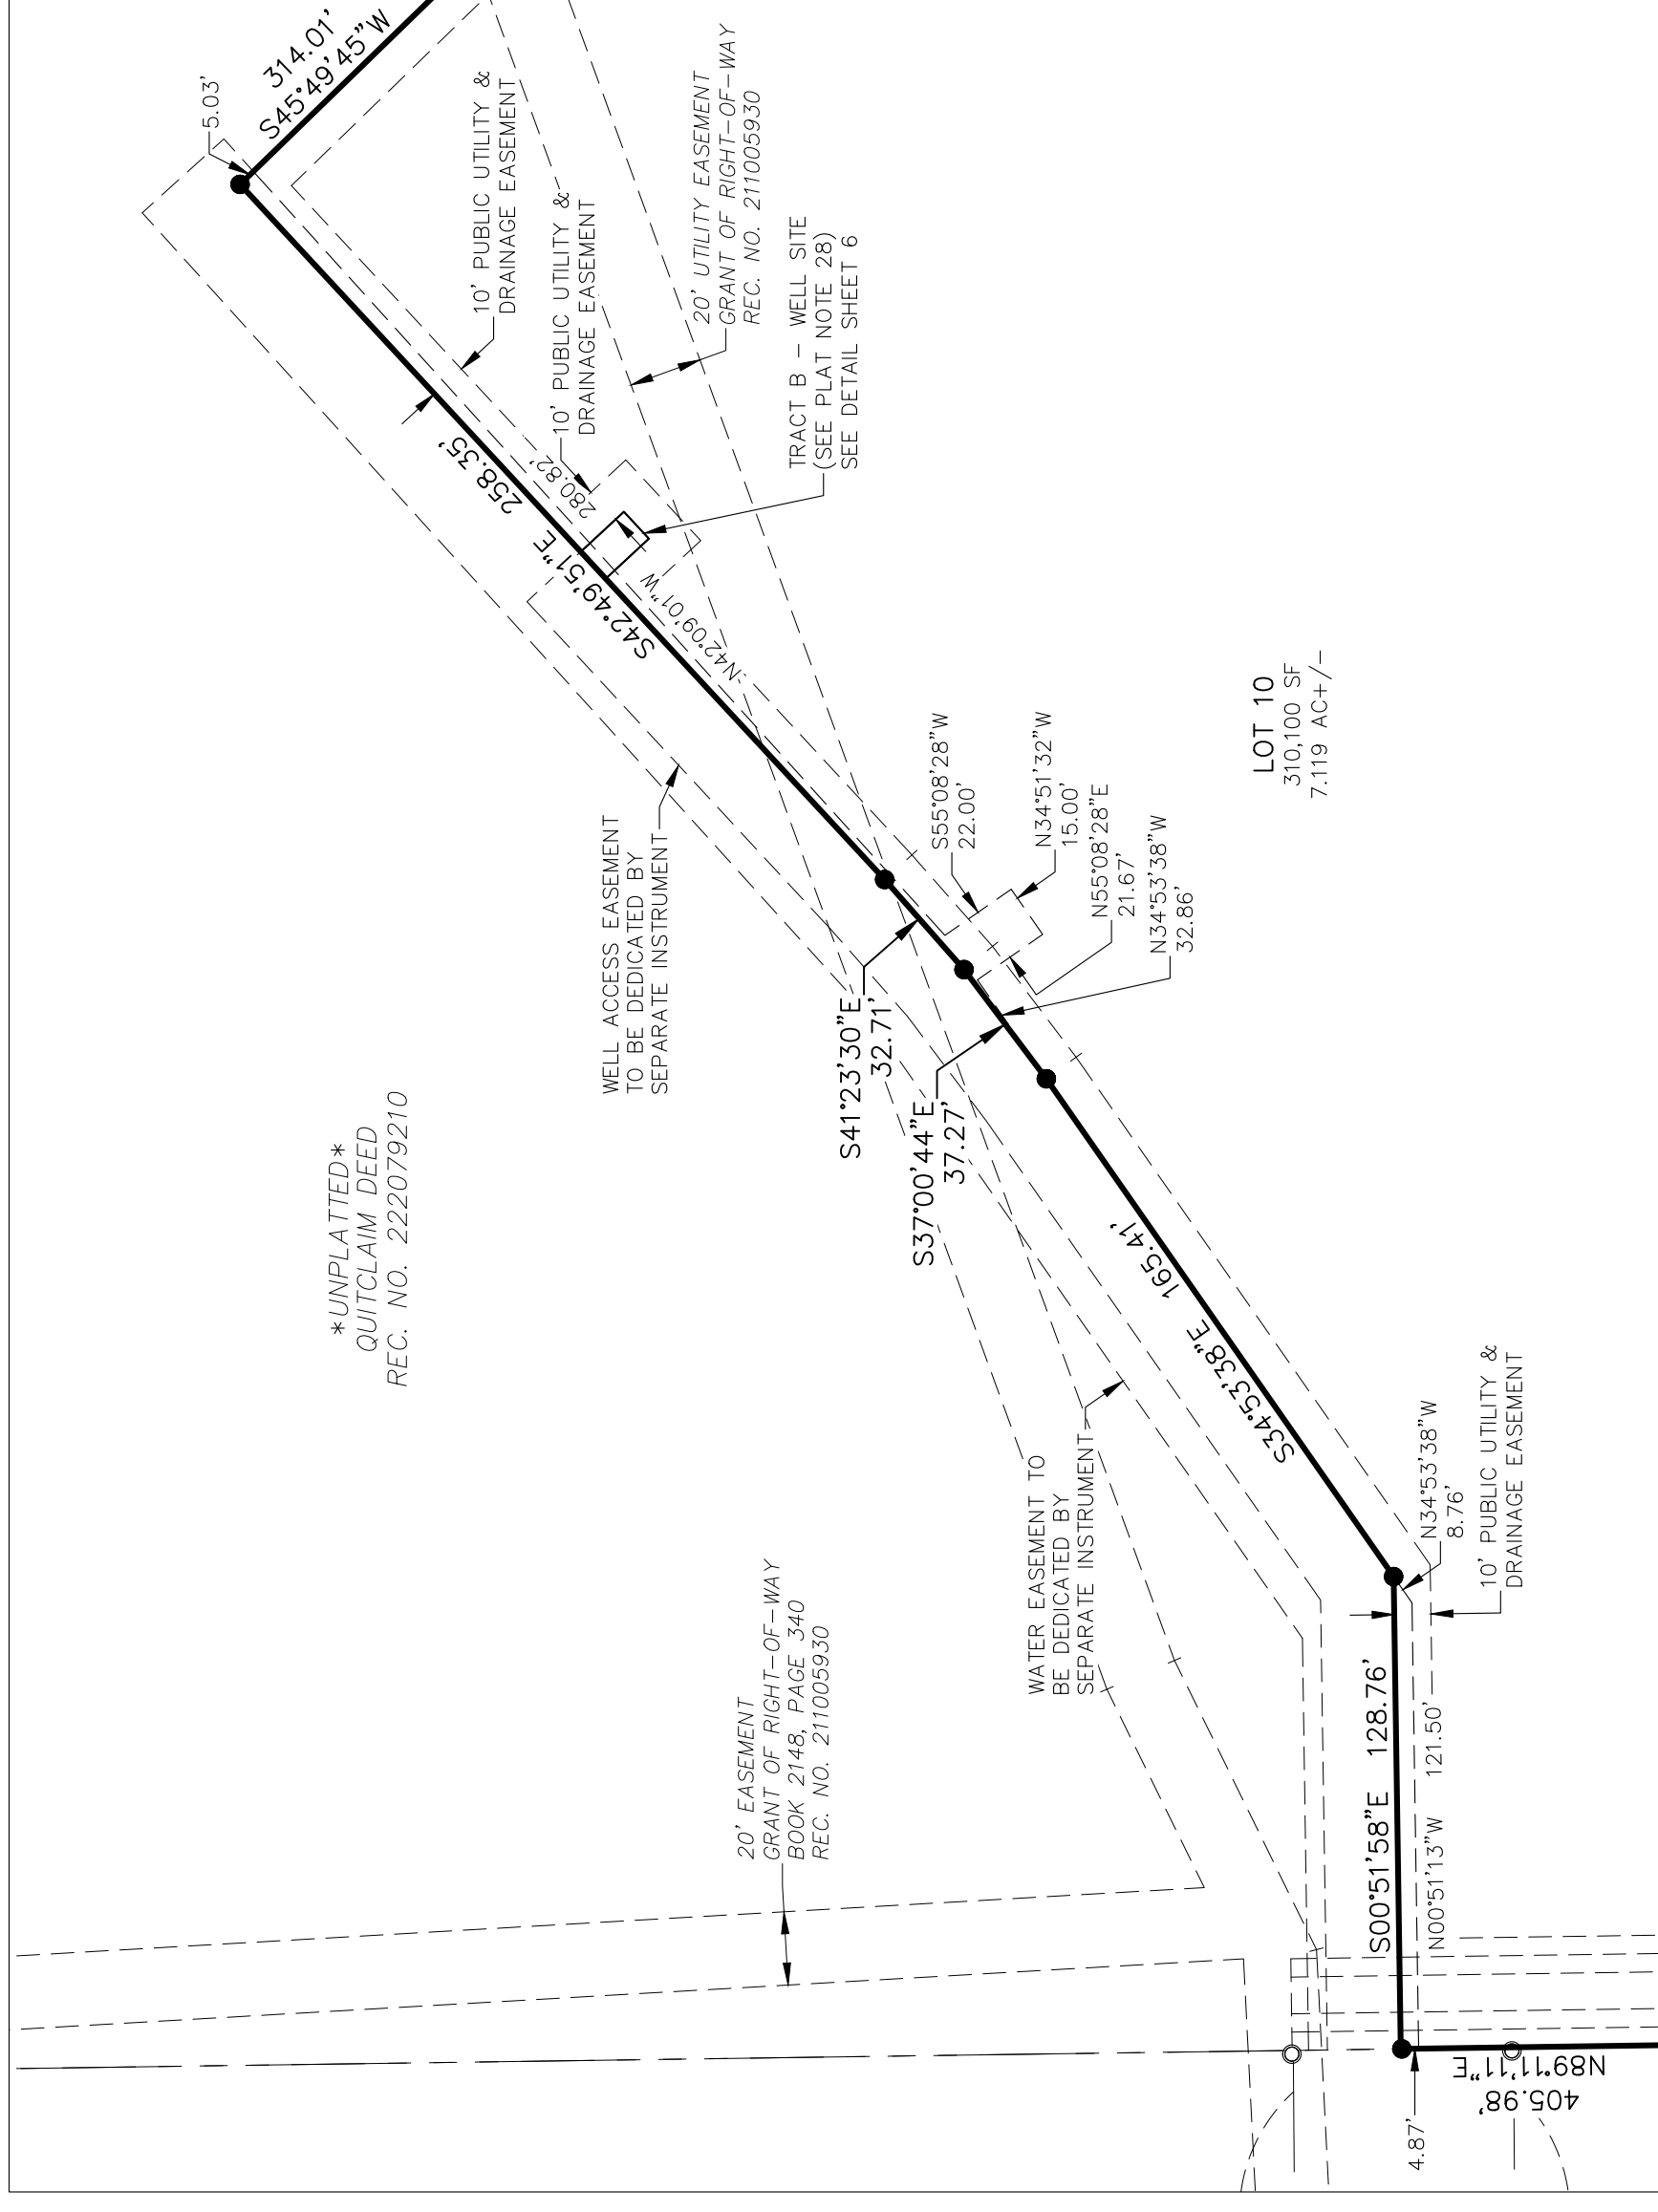 314.01'
S45°49'45"W
5.03'
10' PUBLIC UTILITY &
DRAINAGE EASEMENT
10' PUBLIC UTILITY &
DRAINAGE EASEMENT
20' UTILITY EASEMENT
GRANT OF RIGHT-OF-WAY
REC. NO. 211005930
TRACT B - WELL SITE
(SEE PLAT NOTE 28)
SEE DETAIL SHEET 6
258.35'
S42°49'51"E
280.82'
N42°09'01"W
WELL ACCESS EASEMENT
TO BE DEDICATED BY
SEPARATE INSTRUMENT
LOT 10
310,100 SF
7.119 AC+/-
S55°08'28"W
22.00'
N34°51'32"W
15.00'
N55°08'28"E
21.67'
N34°53'38"W
32.86'
S41°23'30"E
32.71'
S37°00'44"E
37.27'
*UNPLATTED*
QUITCLAIM DEED
REC. NO. 222079210
165.41'
S34°53'38"E
WATER EASEMENT TO
BE DEDICATED BY
SEPARATE INSTRUMENT
N34°53'38"W
8.76'
10' PUBLIC UTILITY &
DRAINAGE EASEMENT
20' EASEMENT
GRANT OF RIGHT-OF-WAY
BOOK 2148, PAGE 340
REC. NO. 211005930
S00°51'58"E 128.76'
N00°51'13"W 121.50'
N89°11'11"E
405.98'
4.87'